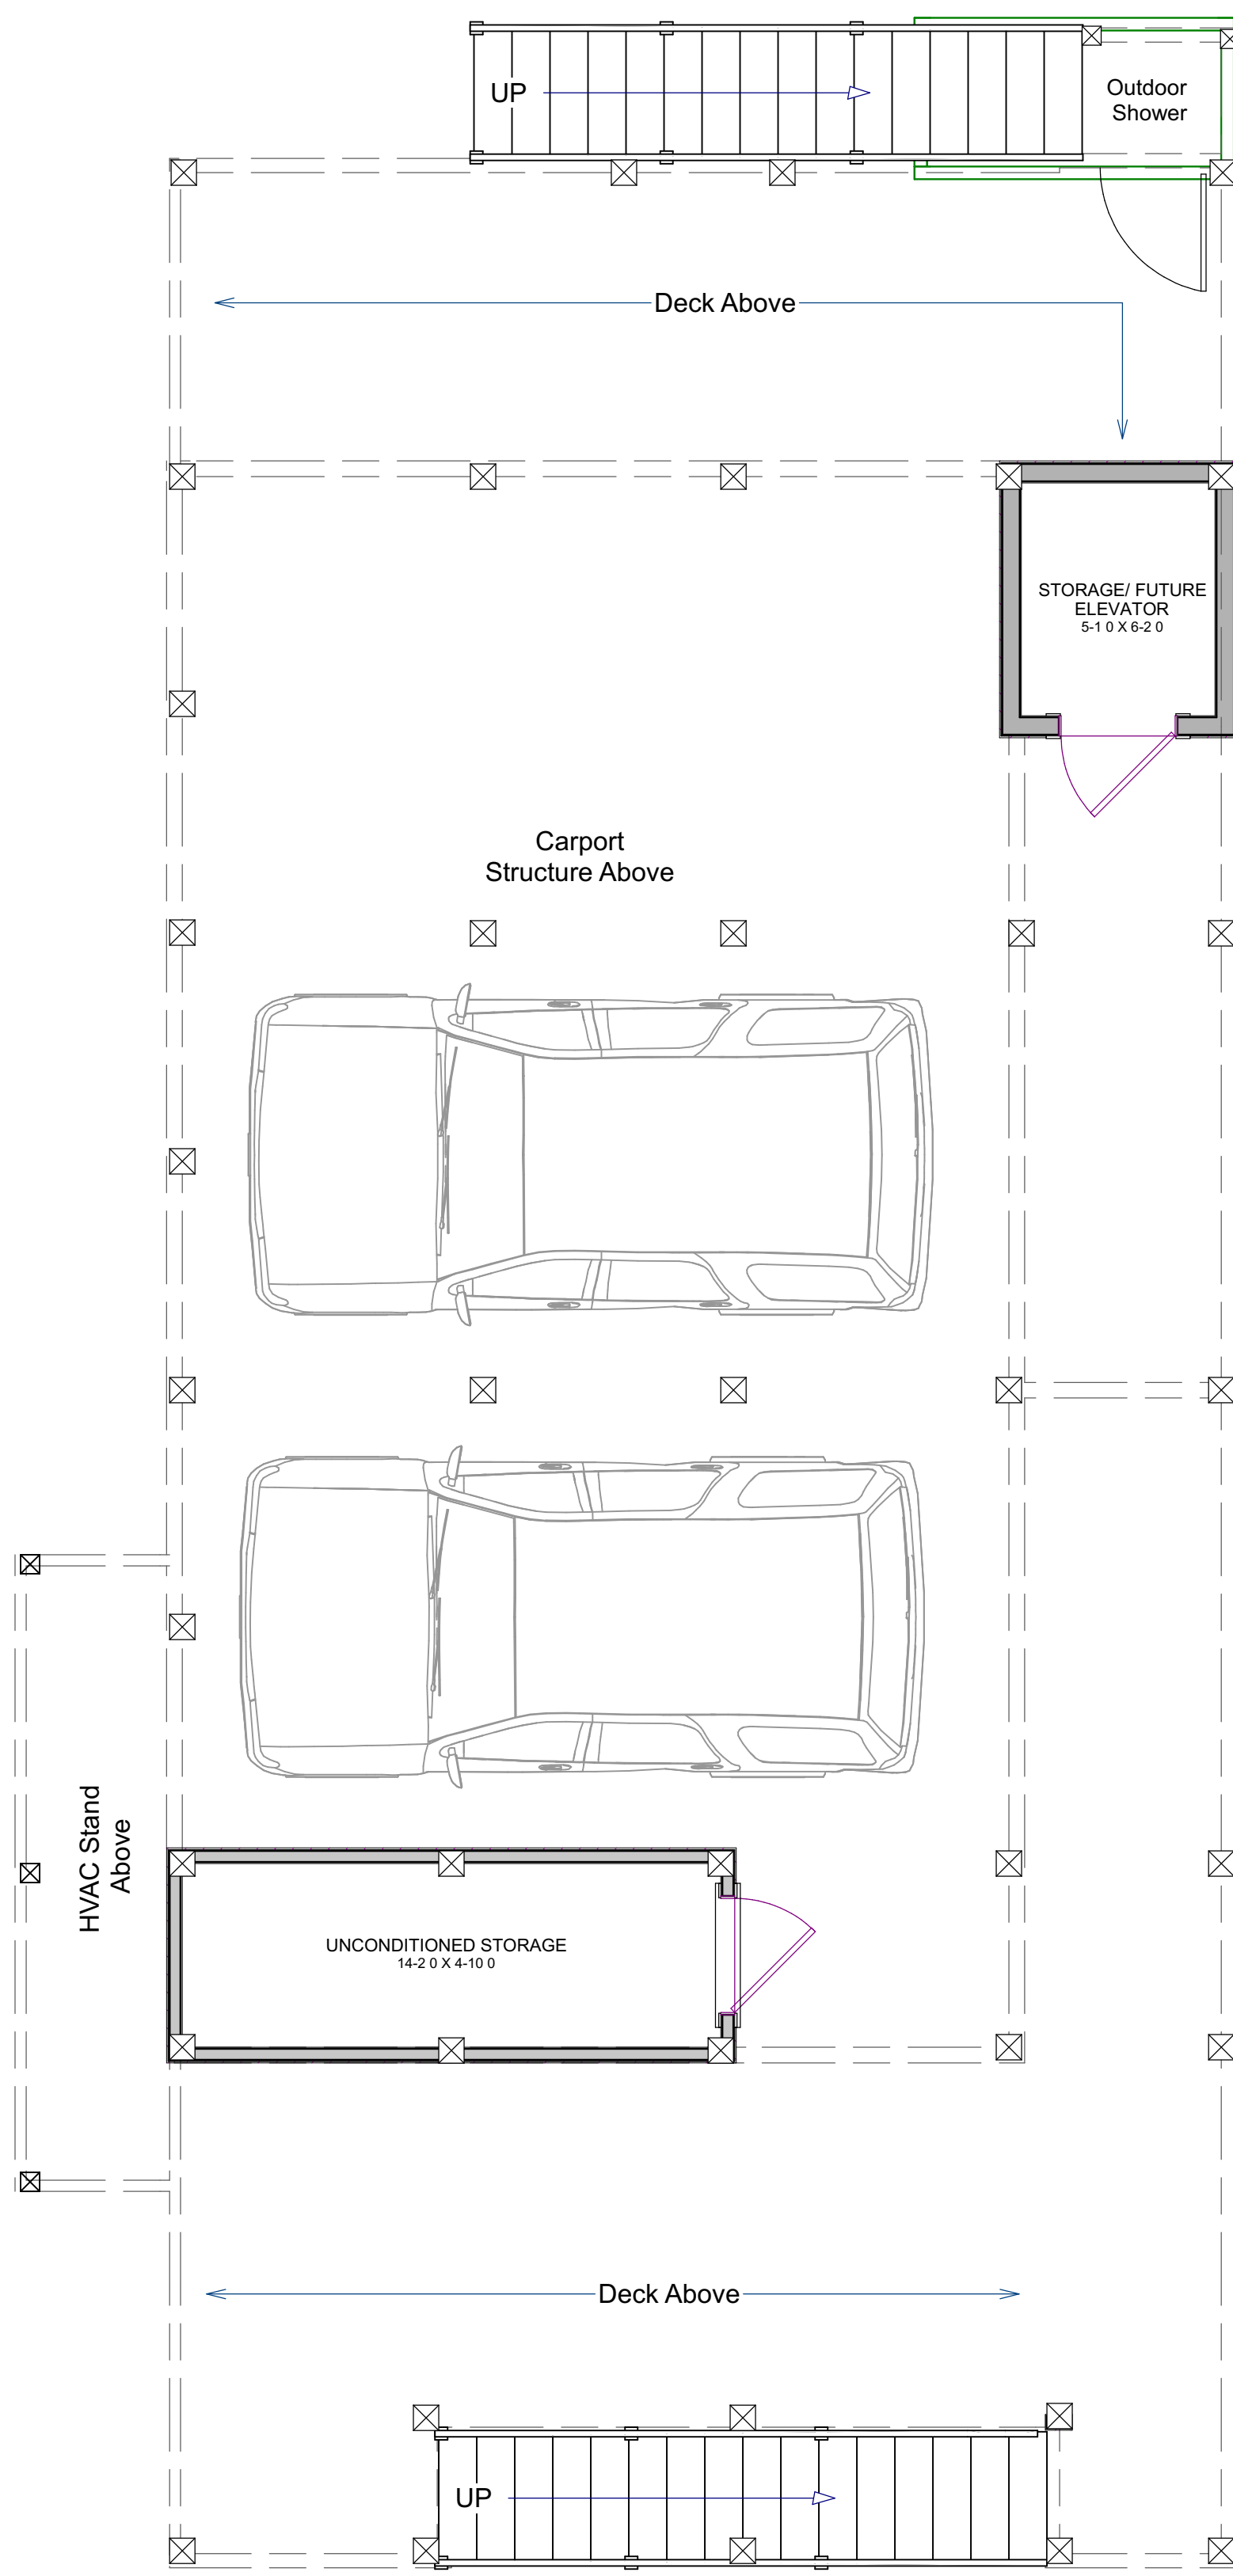 UP
Outdoor
Shower
Deck Above
STORAGE/ FUTURE
ELEVATOR
5-1 0 X 6-2 0
Carport
Structure Above
HVAC Stand
Above
UNCONDITIONED STORAGE
14-2 0 X 4-10 0
Deck Above
UP